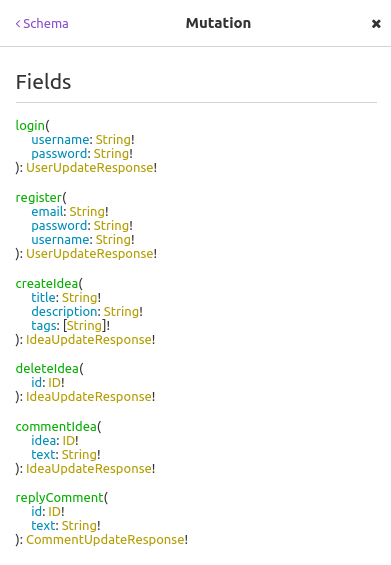 < Schema
Mutation
✖
Fields
login(
username: String!
password: String!
): UserUpdateResponse!
register(
email: String!
password: String!
username: String!
): UserUpdateResponse!
createIdea(
title: String!
description: String!
tags: [String]!
): IdeaUpdateResponse!
deleteIdea(
id: ID!
): IdeaUpdateResponse!
commentIdea(
idea: ID!
text: String!
): IdeaUpdateResponse!
replyComment(
id: ID!
text: String!
): CommentUpdateResponse!